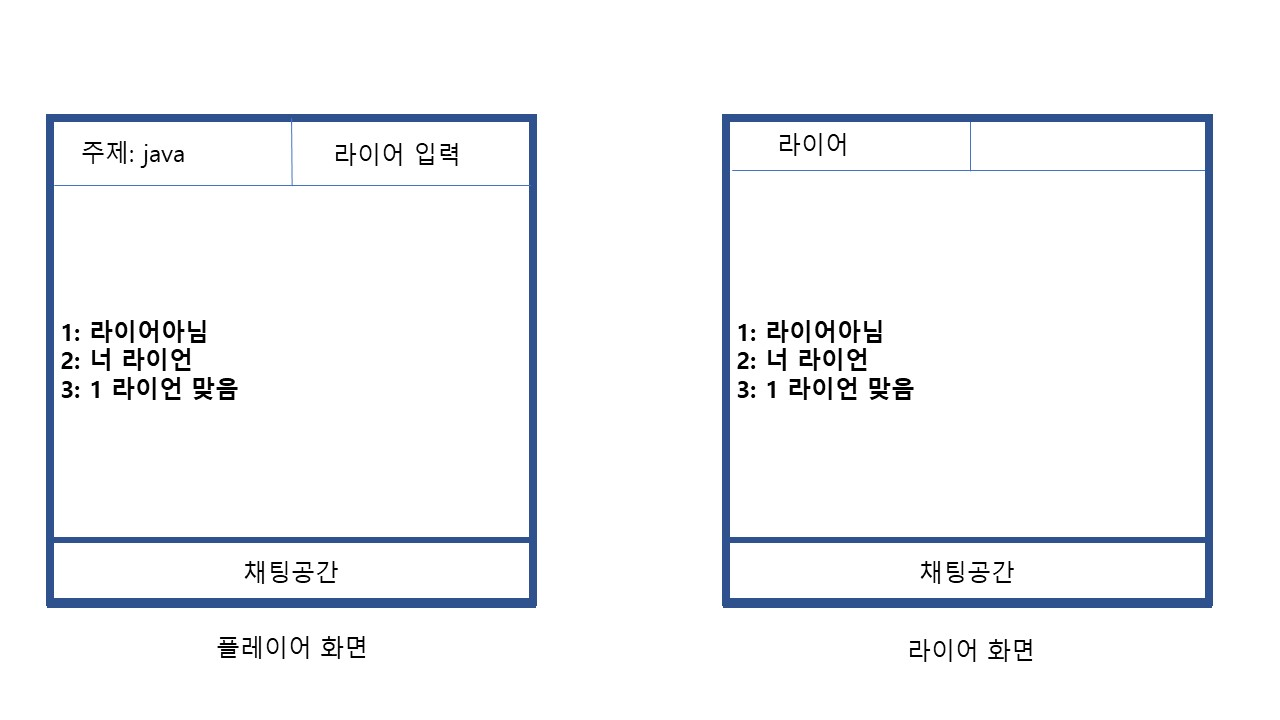 주제: java
라이어 입력
1: 라이어아님
2: 너 라이언
3: 1 라이언 맞음
채팅공간
플레이어 화면
라이어
1: 라이어아님
2: 너 라이언
3: 1 라이언 맞음
채팅공간
라이어 화면